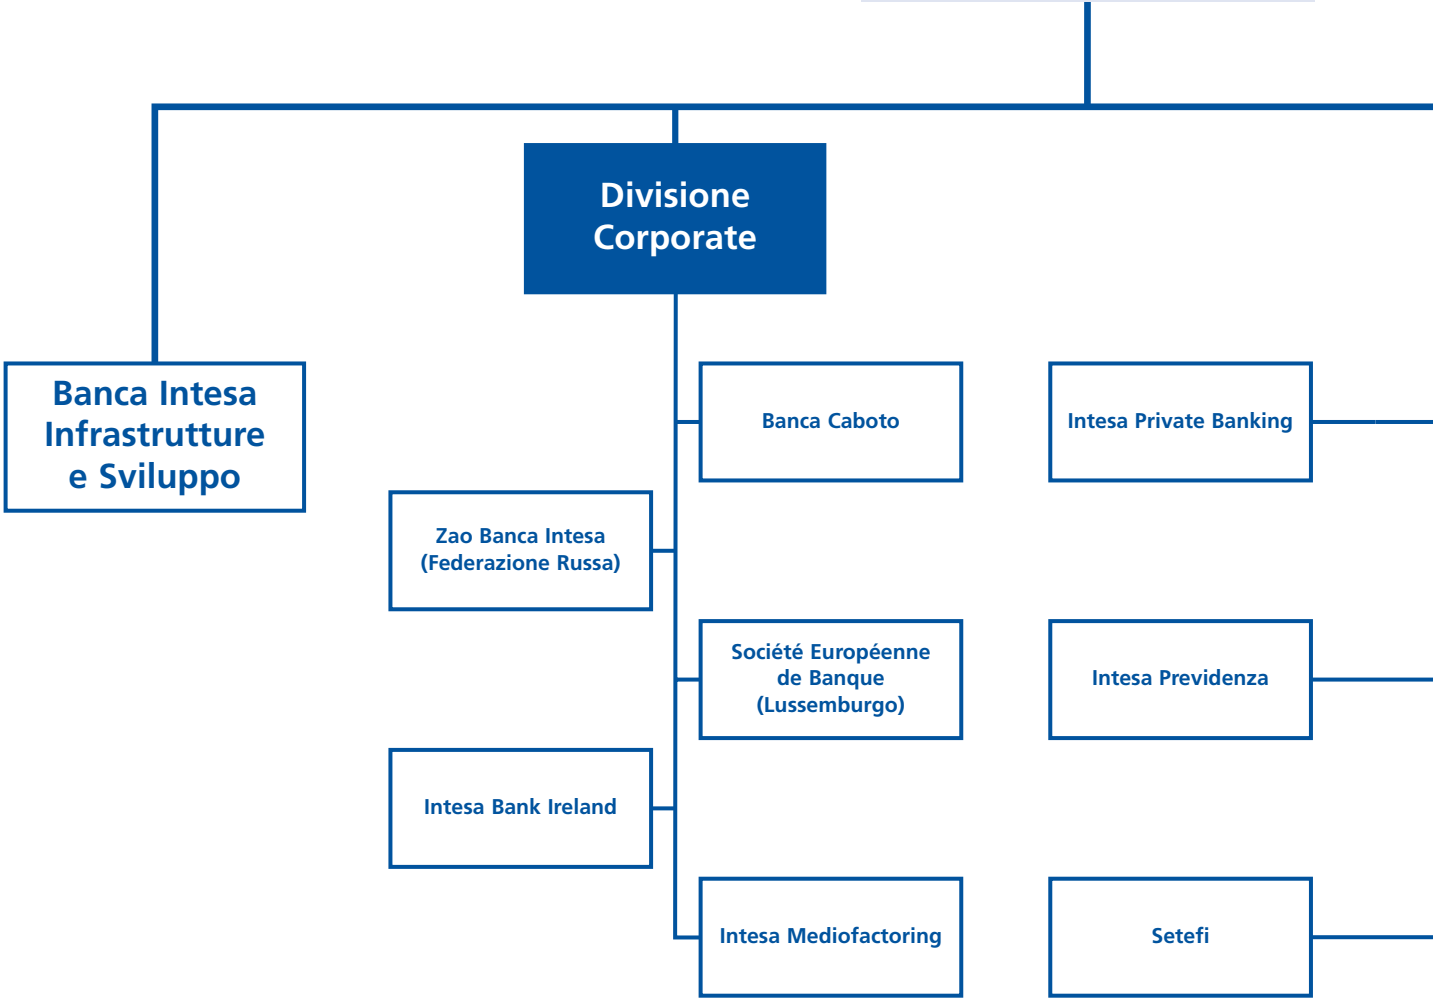 Divisione
Corporate
Banca Intesa
Infrastrutture
e Sviluppo
Banca Caboto
Intesa Private Banking
Zao Banca Intesa
(Federazione Russa)
Société Européenne
de Banque
(Lussemburgo)
Intesa Previdenza
Intesa Bank Ireland
Intesa Mediofactoring
Setefi